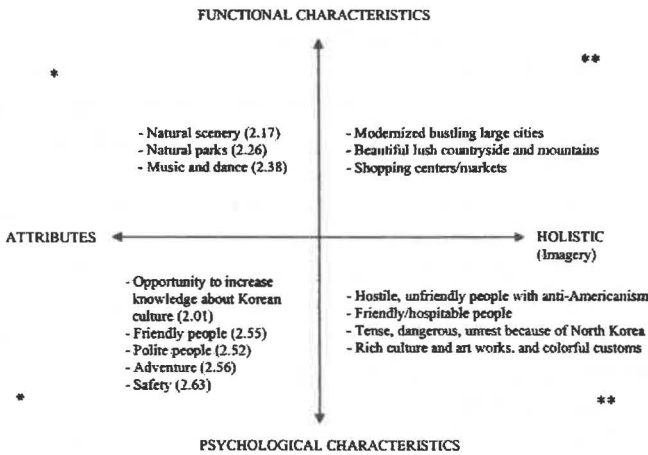 FUNCTIONAL CHARACTERISTICS
*
**
- Natural scenery (2.17)
- Natural parks (2.26)
- Music and dance (2.38)
- Modernized bustling large cities
- Beautiful lush countryside and mountains
- Shopping centers/markets
ATTRIBUTES
HOLISTIC
(Imagery)
- Opportunity to increase
knowledge about Korean
culture (2.01)
- Friendly people (2.55)
- Polite people (2.52)
- Adventure (2.56)
- Safety (2.63)
- Hostile, unfriendly people with anti-Americanism
- Friendly/hospitable people
- Tense, dangerous, unrest because of North Korea
- Rich culture and art works. and colorful customs
*
**
PSYCHOLOGICAL CHARACTERISTICS